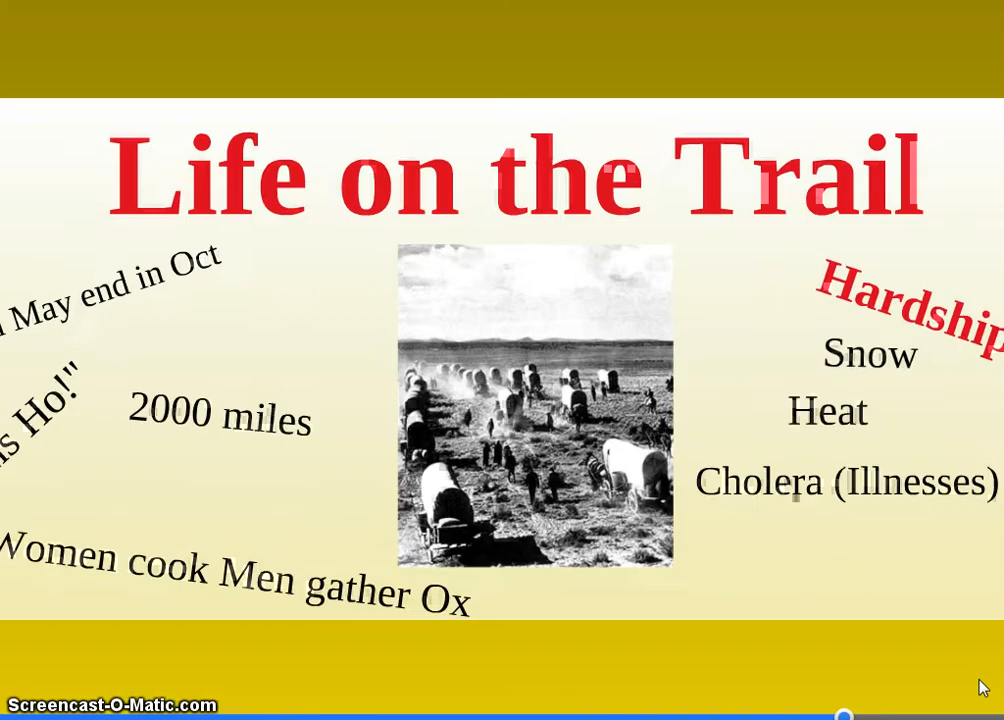 Life on the Trail
May end in Oct
Ho!"
2000 miles
Women cook Men gather Ox
Hardship
Snow
Heat
Cholera (Illnesses)
Screencast-O-Matic.com